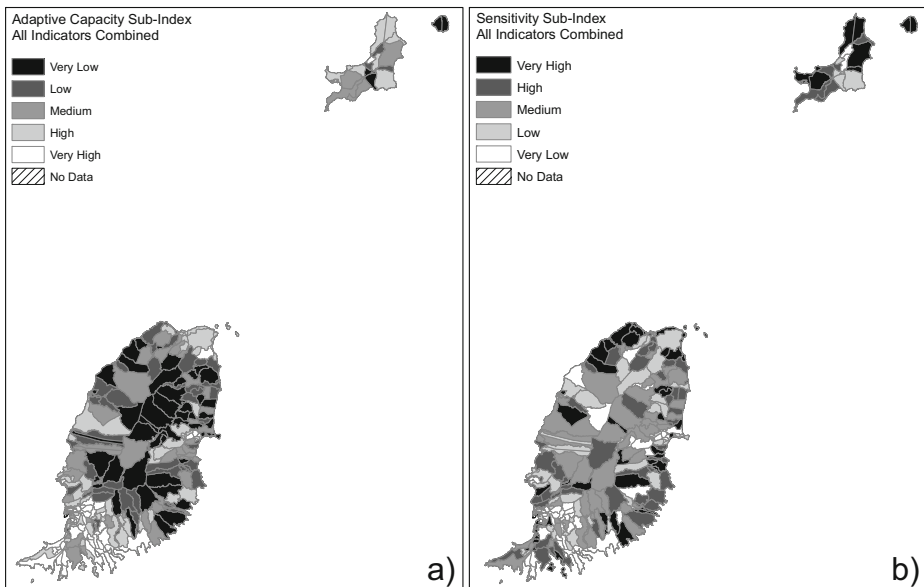 Adaptive Capacity Sub-Index
All Indicators Combined
Very Low
Low
Medium
High
Very High
No Data
a)
Sensitivity Sub-Index
All Indicators Combined
Very High
High
Medium
Low
Very Low
No Data
b)